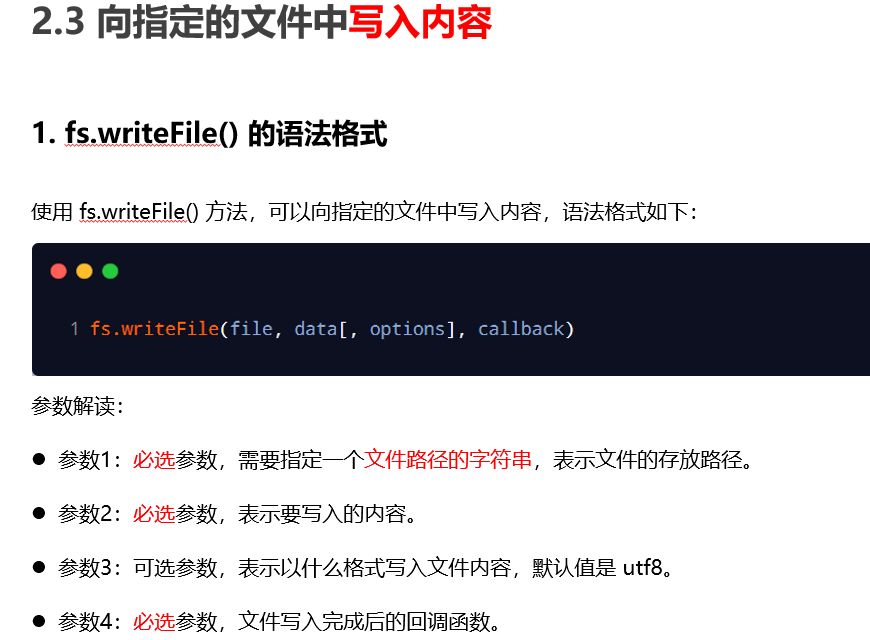 2.3 向指定的文件中写入内容
1. fs.writeFile() 的语法格式
使用 fs.writeFile() 方法，可以向指定的文件中写入内容，语法格式如下：
1 fs.writeFile(file, data[, options], callback)
参数解读：
● 参数1：必选参数，需要指定一个文件路径的字符串，表示文件的存放路径。
● 参数2：必选参数，表示要写入的内容。
● 参数3：可选参数，表示以什么格式写入文件内容，默认值是 utf8。
● 参数4：必选参数，文件写入完成后的回调函数。